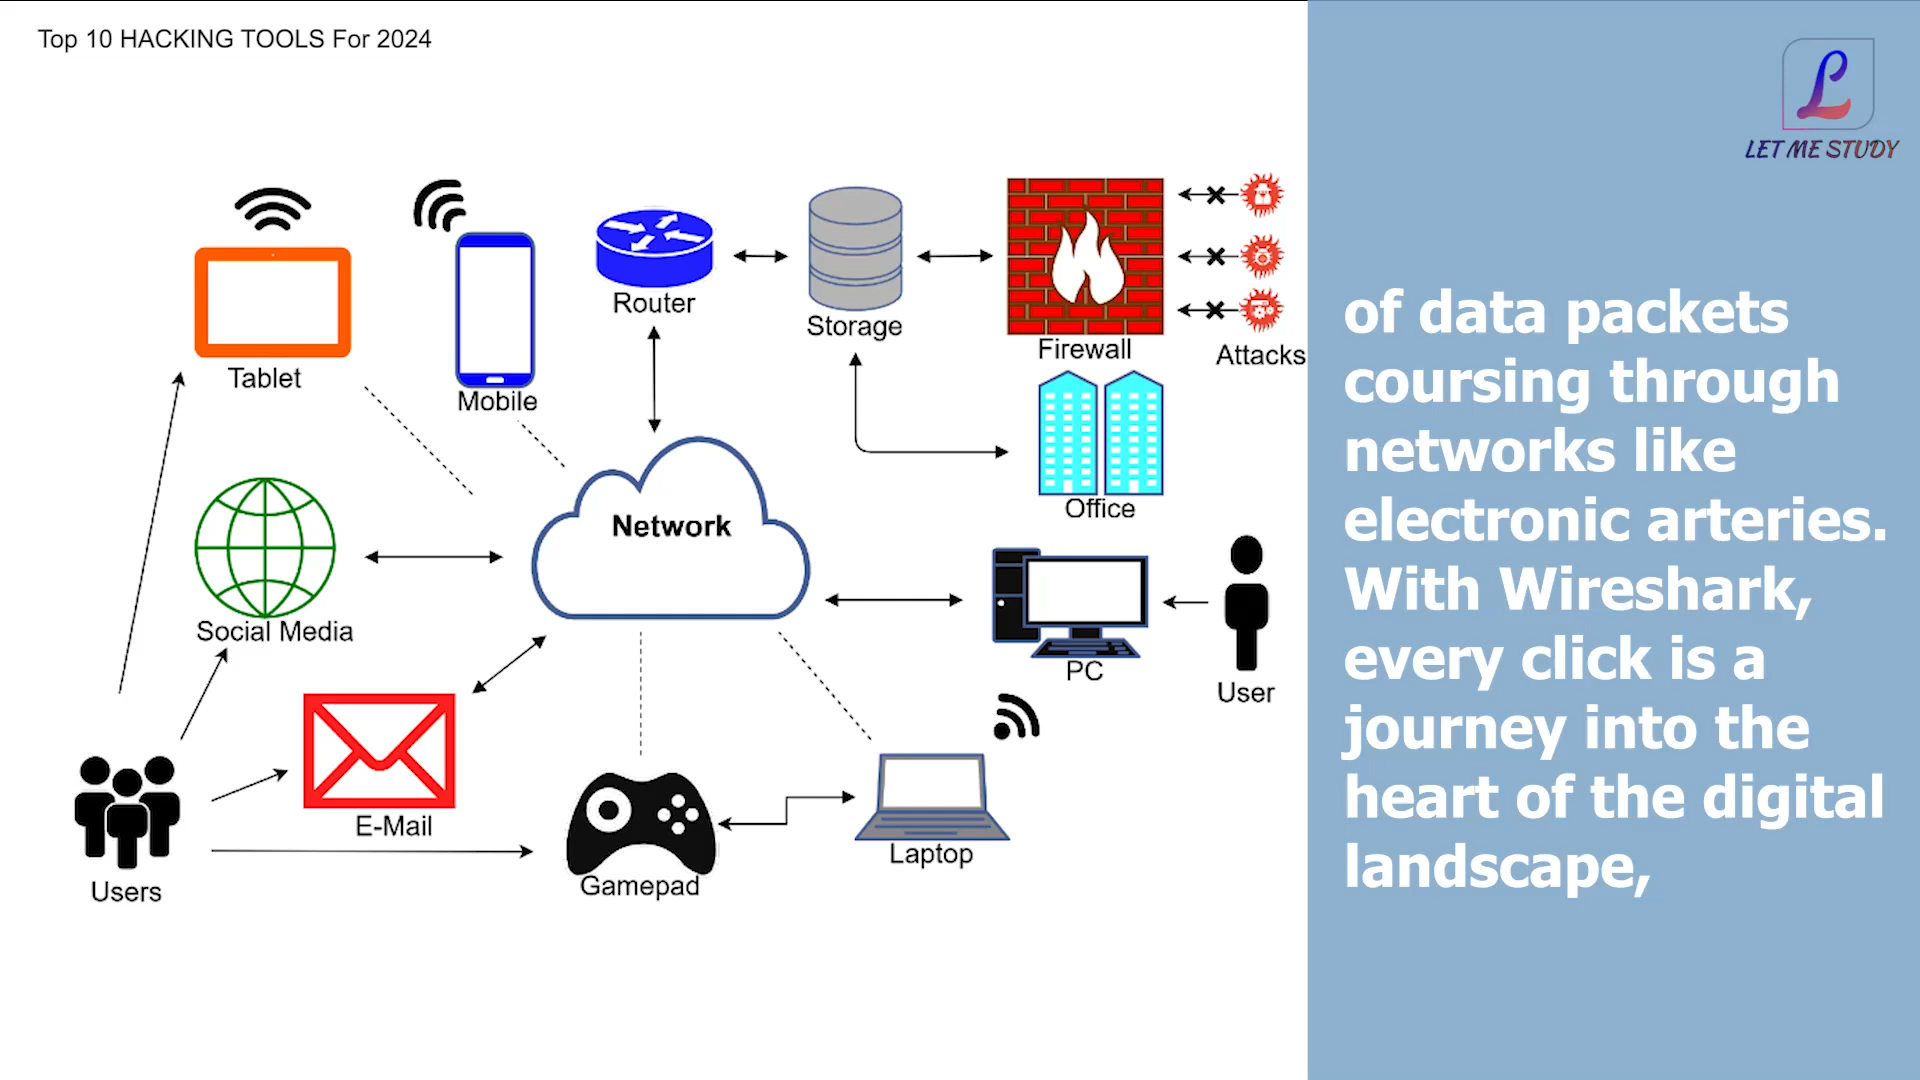 Top 10 HACKING TOOLS For 2024
L
LET ME STUDY
Router
Storage
Firewall
Attacks
Tablet
Mobile
Office
Network
Social Media
PC
User
E-Mail
Laptop
Gamepad
Users
of data packets
coursing through
networks like
electronic arteries.
With Wireshark,
every click is a
journey into the
heart of the digital
landscape,